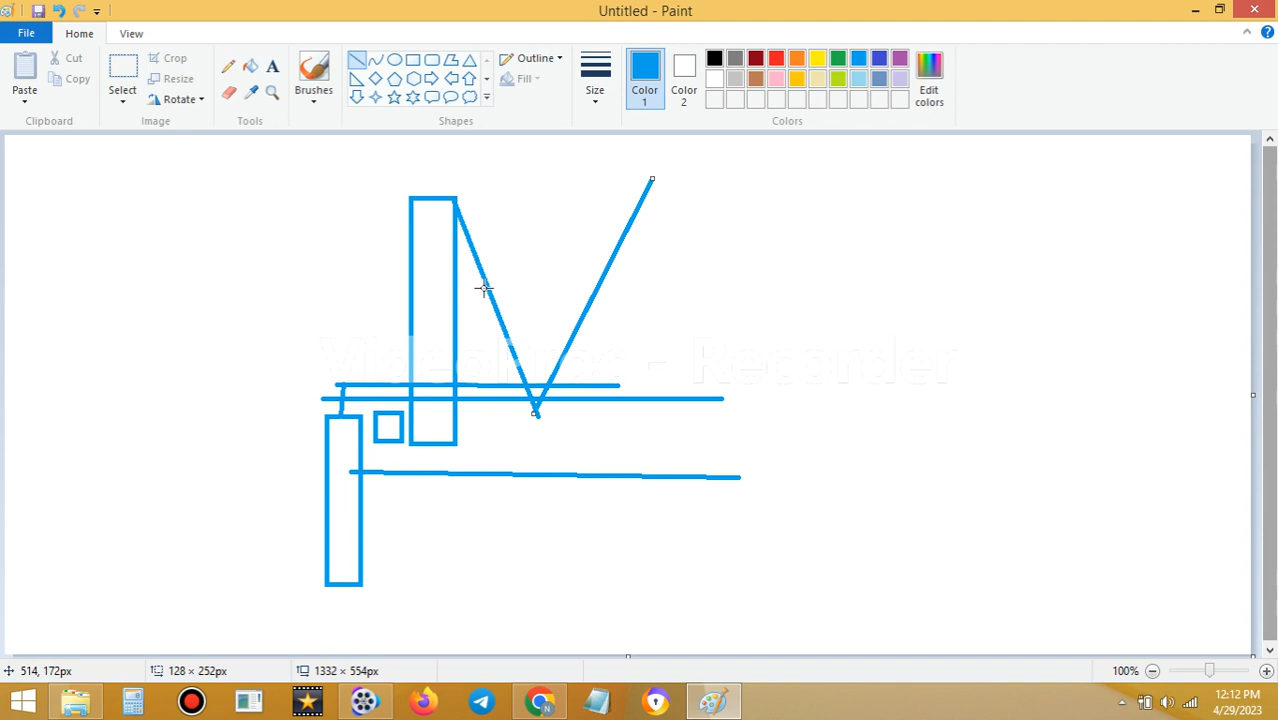 Untitled - Paint
File Home View
Paste
Cut
Copy
Clipboard
Select
Crop
Resize
Rotate
Image
Tools
Brushes
Outline
Fill
Shapes
Size
Color 1
Color 2
Edit colors
Colors
VideoProc - Recorder
514, 172px
128 × 252px
1332 × 554px
100%
N
12:12 PM
4/29/2023